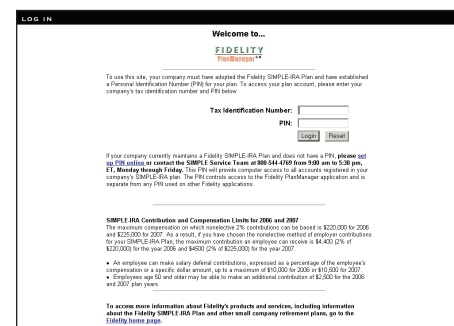 LOG IN
Welcome to...
FIDELITY
PlanManager℠
To use this site, your company must have adopted the Fidelity SIMPLE-IRA Plan and have established
a Personal Identification Number (PIN) for your plan. To access your plan account, please enter your
company's tax identification number and PIN below.
Tax Identification Number:
PIN:
Login Reset
If your company currently maintains a Fidelity SIMPLE-IRA Plan and does not have a PIN, please set
up PIN online or contact the SIMPLE Service Team at 800-544-4769 from 9:00 am to 5:30 pm,
ET, Monday through Friday. This PIN will provide computer access to all accounts registered in your
company's SIMPLE-IRA plan. The PIN controls access to the Fidelity PlanManager application and is
separate from any PIN used on other Fidelity applications.
SIMPLE-IRA Contribution and Compensation Limits for 2006 and 2007
The maximum compensation on which nonelective 2% contributions can be based is $220,000 for 2006
and $225,000 for 2007. As a result, if you have chosen the nonelective method of employer contributions
for your SIMPLE-IRA Plan, the maximum contribution an employee can receive is $4,400 (2% of
$220,000) for the year 2006 and $4500 (2% of $225,000) for the year 2007.
• An employee can make salary deferral contributions, expressed as a percentage of the employee's
compensation or a specific dollar amount, up to a maximum of $10,000 for 2006 or $10,500 for 2007.
• Employees age 50 and older may be able to make an additional contribution of $2,500 for the 2006
and 2007 plan years.
To access more information about Fidelity's products and services, including information
about the Fidelity SIMPLE-IRA Plan and other small company retirement plans, go to the
Fidelity home page.